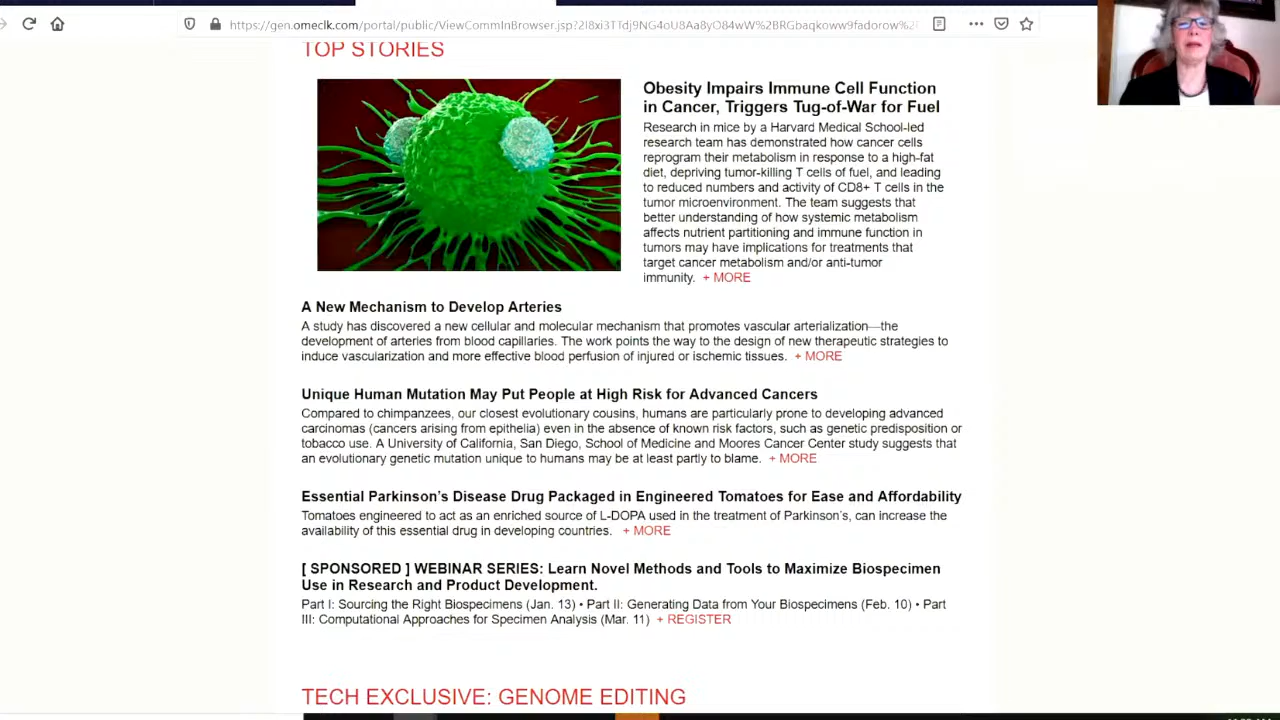 https://gen.omeclk.com/portal/public/ViewCommInBrowser.jsp?2I8xi3TTdj9NG4oU8Aa8yO84wW%2BRGbaqkoww9fadorow%2
TOP STORIES
Obesity Impairs Immune Cell Function
in Cancer, Triggers Tug-of-War for Fuel
Research in mice by a Harvard Medical School-led
research team has demonstrated how cancer cells
reprogram their metabolism in response to a high-fat
diet, depriving tumor-killing T cells of fuel, and leading
to reduced numbers and activity of CD8+ T cells in the
tumor microenvironment. The team suggests that
better understanding of how systemic metabolism
affects nutrient partitioning and immune function in
tumors may have implications for treatments that
target cancer metabolism and/or anti-tumor
immunity. + MORE
A New Mechanism to Develop Arteries
A study has discovered a new cellular and molecular mechanism that promotes vascular arterialization—the
development of arteries from blood capillaries. The work points the way to the design of new therapeutic strategies to
induce vascularization and more effective blood perfusion of injured or ischemic tissues. + MORE
Unique Human Mutation May Put People at High Risk for Advanced Cancers
Compared to chimpanzees, our closest evolutionary cousins, humans are particularly prone to developing advanced
carcinomas (cancers arising from epithelia) even in the absence of known risk factors, such as genetic predisposition or
tobacco use. A University of California, San Diego, School of Medicine and Moores Cancer Center study suggests that
an evolutionary genetic mutation unique to humans may be at least partly to blame. + MORE
Essential Parkinson's Disease Drug Packaged in Engineered Tomatoes for Ease and Affordability
Tomatoes engineered to act as an enriched source of L-DOPA used in the treatment of Parkinson's, can increase the
availability of this essential drug in developing countries. + MORE
[ SPONSORED ] WEBINAR SERIES: Learn Novel Methods and Tools to Maximize Biospecimen
Use in Research and Product Development.
Part I: Sourcing the Right Biospecimens (Jan. 13) • Part II: Generating Data from Your Biospecimens (Feb. 10) • Part
III: Computational Approaches for Specimen Analysis (Mar. 11) + REGISTER
TECH EXCLUSIVE: GENOME EDITING